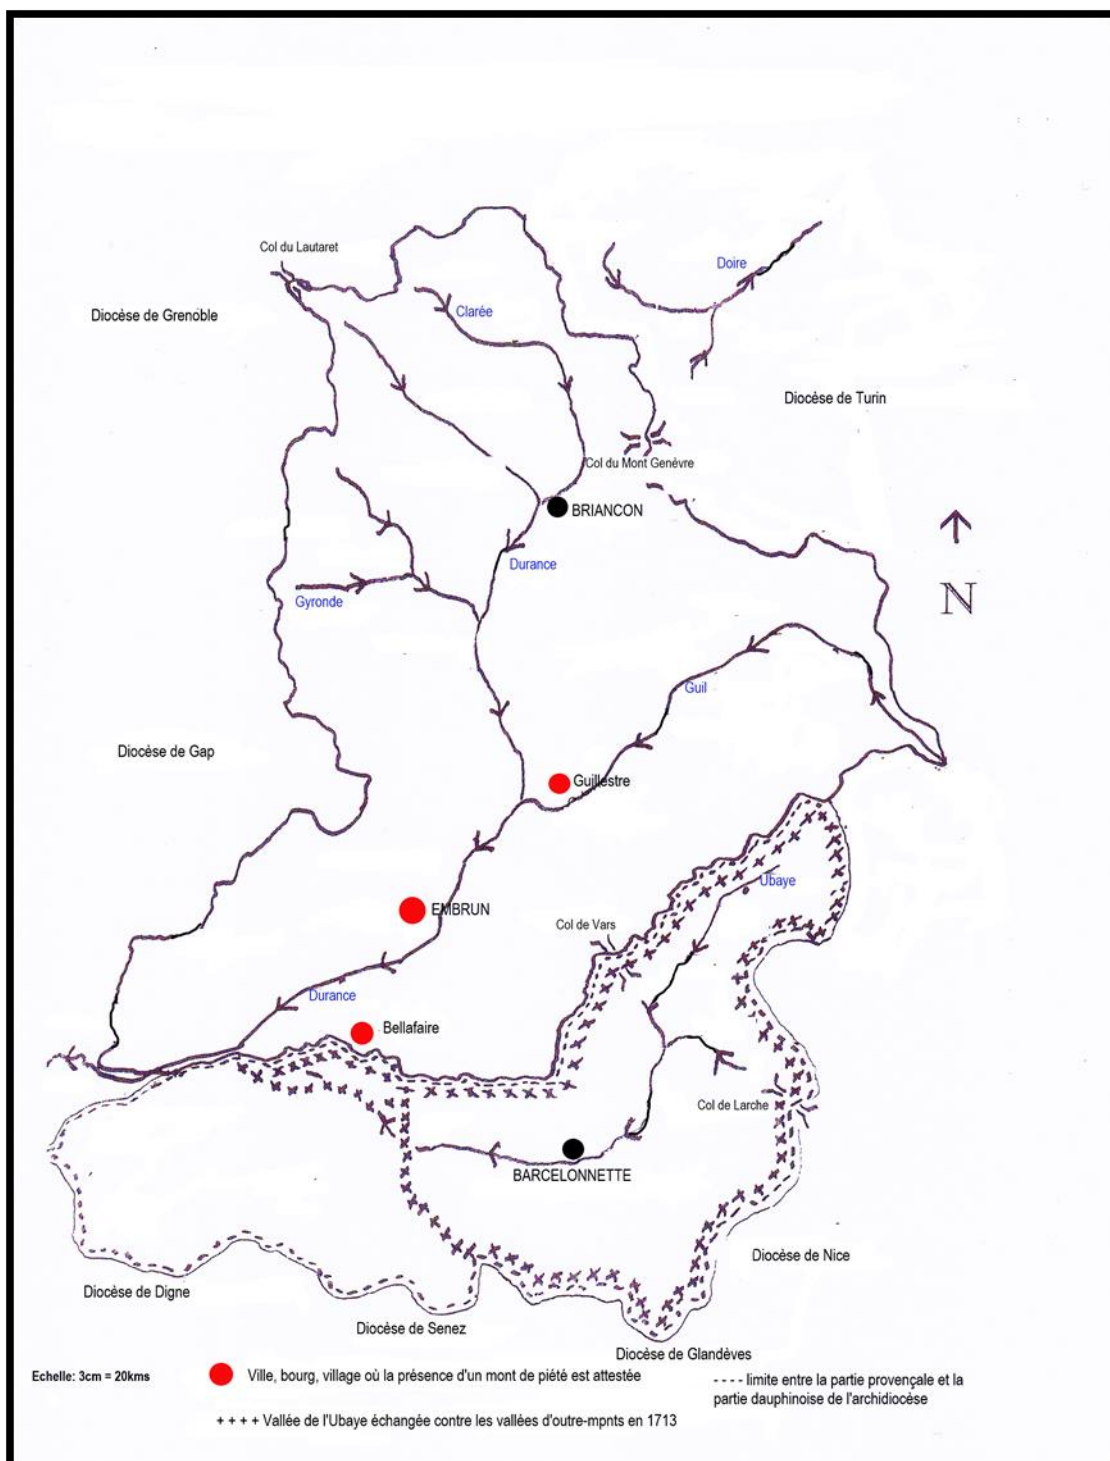 Col du Lautaret
Doire
Diocèse de Grenoble
Clarée
Diocèse de Turin
Col du Mont Genèvre
BRIANCON
Durance
Gyronde
N
Guil
Diocèse de Gap
Guillestre
Ubaye
EMBRUN
Col de Vars
Durance
Bellafaire
Col de Larche
BARCELONNETTE
Diocèse de Nice
Diocèse de Digne
Diocèse de Senez
Diocèse de Glandèves
Echelle: 3cm = 20kms
Ville, bourg, village où la présence d'un mont de piété est attestée
---- limite entre la partie provençale et la
partie dauphinoise de l'archidiocèse
++++ Vallée de l'Ubaye échangée contre les vallées d'outre-mpnts en 1713